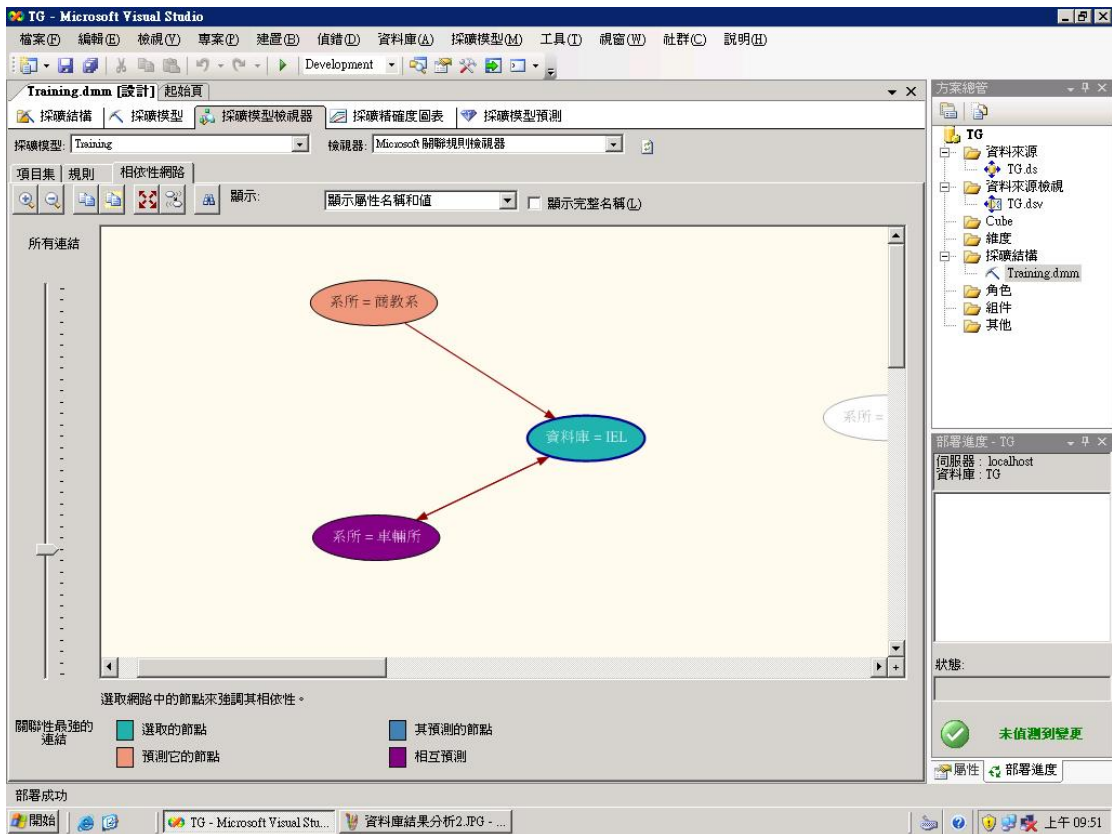 TG - Microsoft Visual Studio
檔案(F) 編輯(E) 檢視(V) 專案(P) 建置(B) 偵錯(D) 資料庫(A) 採礦模型(M) 工具(T) 視窗(W) 社群(C) 說明(H)
Development
Training.dmm [設計] 起始頁
採礦結構 採礦模型 採礦模型檢視器 採礦精確度圖表 採礦模型預測
採礦模型: Training 檢視器: Microsoft 關聯規則檢視器
項目集 規則 相依性網路
顯示: 顯示屬性名稱和值 顯示完整名稱(L)
所有連結
系所 = 商教系
資料庫 = IEL
系所 =
系所 = 車輔所
選取網路中的節點來強調其相依性。
關聯性最強的連結
選取的節點 其預測的節點
預測它的節點 相互預測
方案總管
TG
資料來源
TG.ds
資料來源檢視
TG.dsv
Cube
維度
採礦結構
Training.dmm
角色
組件
其他
部署進度 - TG
伺服器 : localhost
資料庫 : TG
狀態:
未偵測到變更
屬性 部署進度
部署成功
開始 TG - Microsoft Visual Stu... 資料庫結果分析2.JPG - ... 上午 09:51